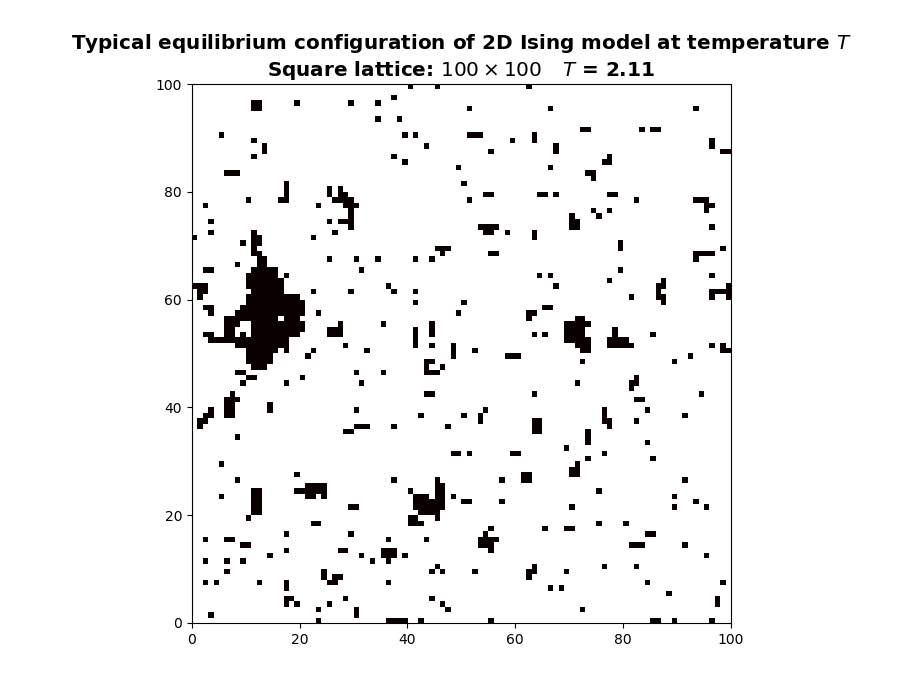 Typical equilibrium configuration of 2D Ising model at temperature T
Square lattice: 100 × 100 T = 2.11
100
80
60
40
20
0
0 20 40 60 80 100